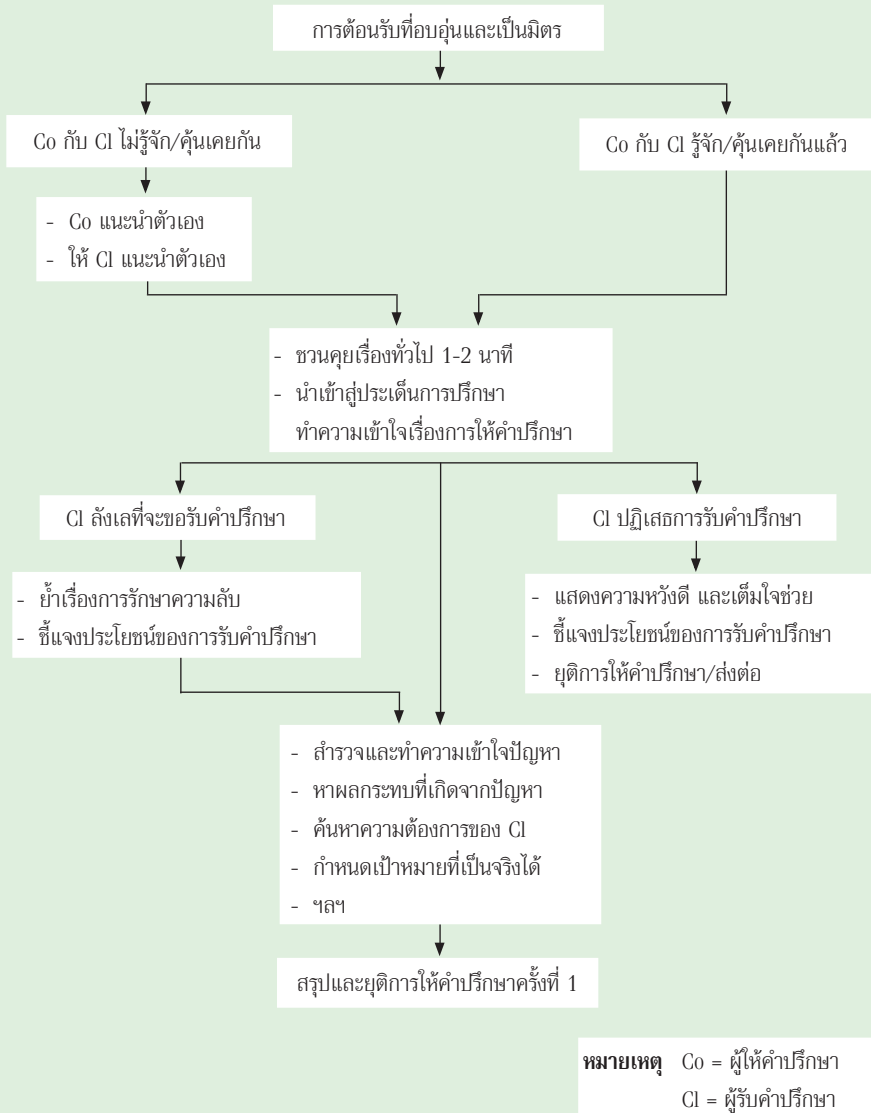 การต้อนรับที่อบอุ่นและเป็นมิตร
Co กับ Cl ไม่รู้จัก/คุ้นเคยกัน
Co กับ Cl รู้จัก/คุ้นเคยกันแล้ว
- Co แนะนำตัวเอง
- ให้ Cl แนะนำตัวเอง
- ชวนคุยเรื่องทั่วไป 1-2 นาที
- นำเข้าสู่ประเด็นการปรึกษา
ทำความเข้าใจเรื่องการให้คำปรึกษา
Cl ลังเลที่จะขอรับคำปรึกษา
Cl ปฏิเสธการรับคำปรึกษา
- ย้ำเรื่องการรักษาความลับ
- ชี้แจงประโยชน์ของการรับคำปรึกษา
- แสดงความหวังดี และเต็มใจช่วย
- ชี้แจงประโยชน์ของการรับคำปรึกษา
- ยุติการให้คำปรึกษา/ส่งต่อ
- สำรวจและทำความเข้าใจปัญหา
- หาผลกระทบที่เกิดจากปัญหา
- ค้นหาความต้องการของ Cl
- กำหนดเป้าหมายที่เป็นจริงได้
- ฯลฯ
สรุปและยุติการให้คำปรึกษาครั้งที่ 1
หมายเหตุ Co = ผู้ให้คำปรึกษา
Cl = ผู้รับคำปรึกษา